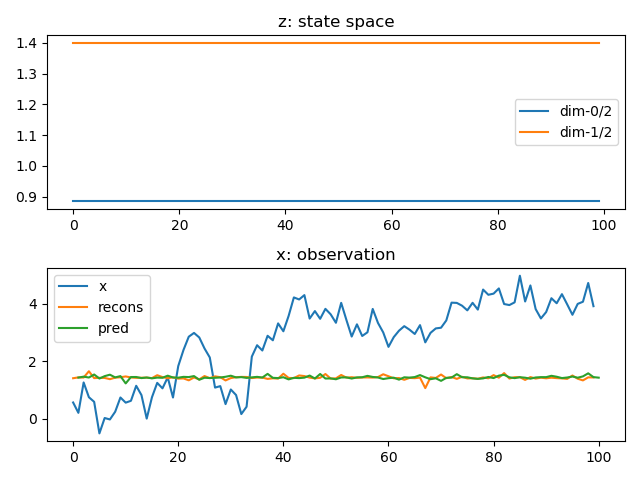 z: state space
1.4
1.3
1.2
1.1
1.0
0.9
dim-0/2
dim-1/2
0 20 40 60 80 100
x: observation
x
recons
pred
4
2
0
0 20 40 60 80 100